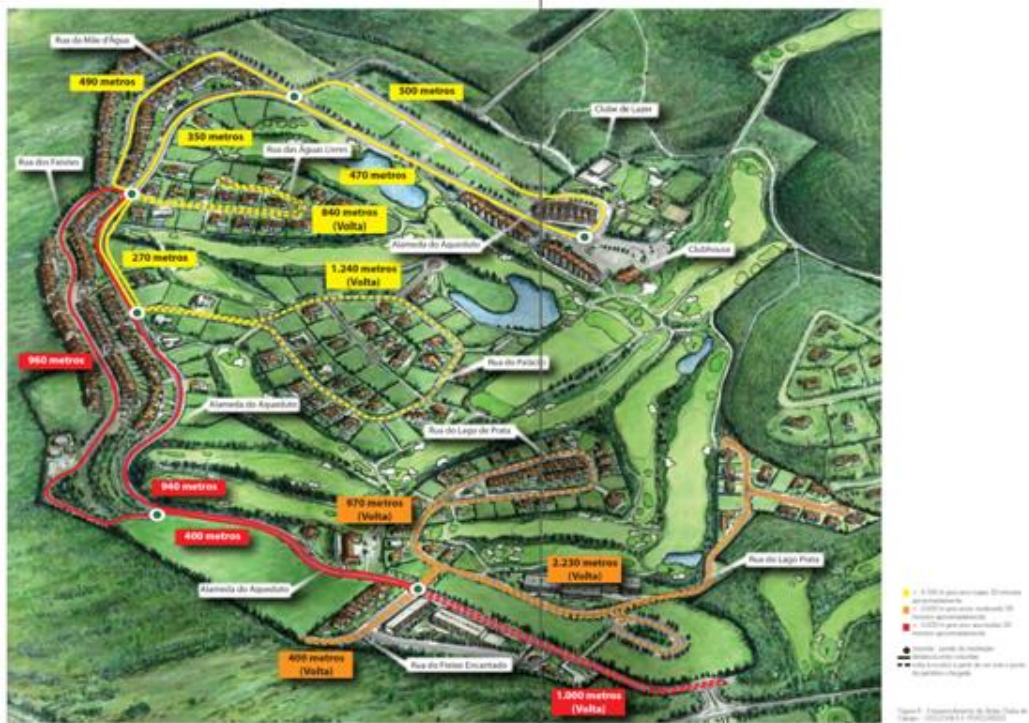 Rua da Mãe d'Água
490 metros
500 metros
Clube de Lazer
350 metros
Rua das Águas Livres
Rua dos Faisões
470 metros
840 metros
(Volta)
Alameda do Aqueduto
Clubhouse
270 metros
1.240 metros
(Volta)
960 metros
Rua do Palácio
Alameda do Aqueduto
Rua do Lago de Prata
940 metros
970 metros
(Volta)
400 metros
2.230 metros
(Volta)
Rua do Lago Prata
Alameda do Aqueduto
400 metros
(Volta)
Rua do Freixo Encantado
1.000 metros
(Volta)